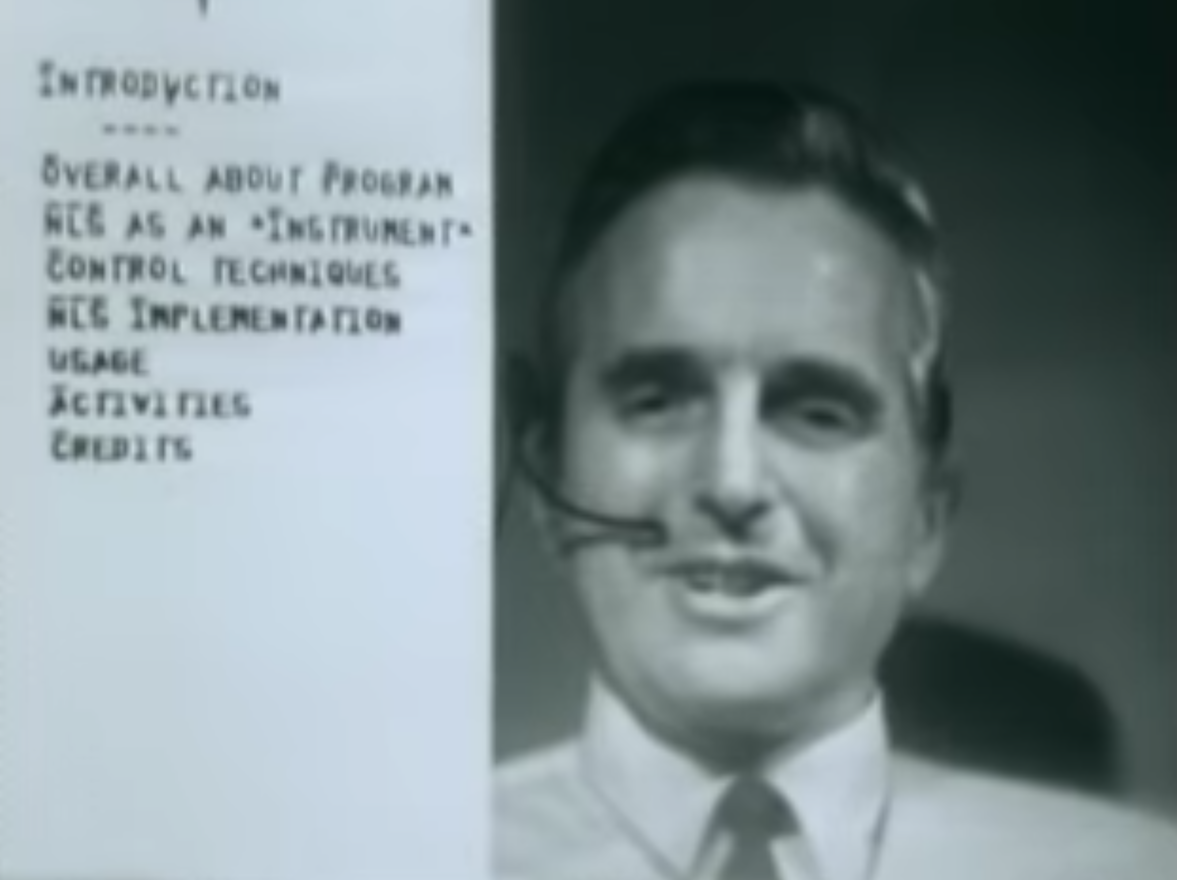 INTRODUCTION
----
OVERALL ABOUT PROGRAM
NLS AS AN "INSTRUMENT"
CONTROL TECHNIQUES
NLS IMPLEMENTATION
USAGE
ACTIVITIES
CREDITS